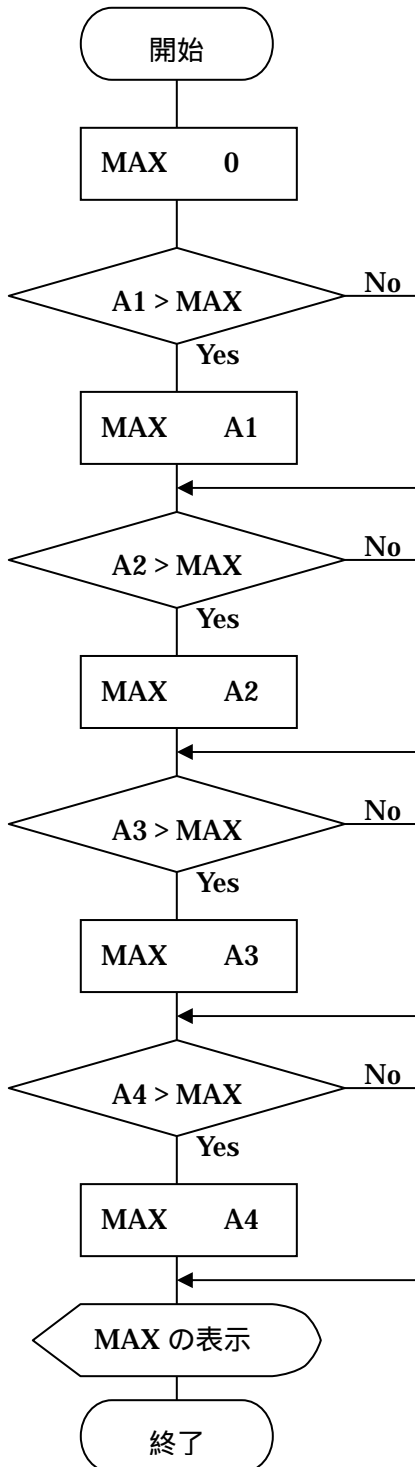 開始
MAX 0
A1 > MAX
No
Yes
MAX A1
A2 > MAX
No
Yes
MAX A2
A3 > MAX
No
Yes
MAX A3
A4 > MAX
No
Yes
MAX A4
MAX の表示
終了